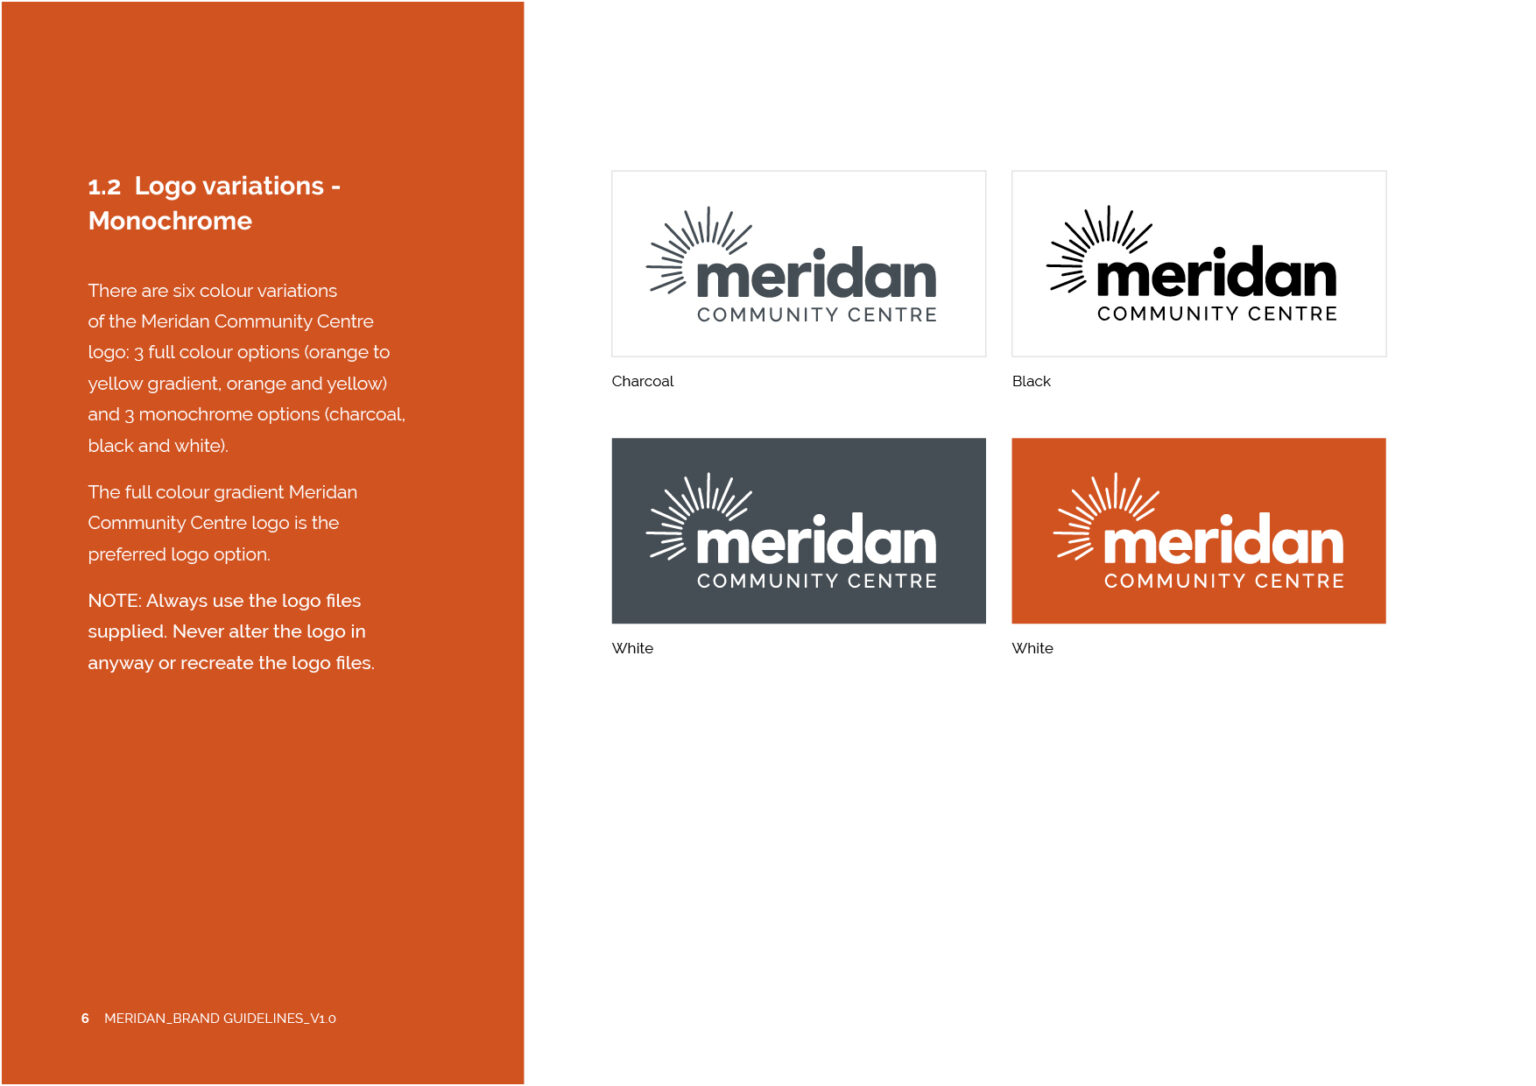 1.2 Logo variations -
Monochrome
There are six colour variations
of the Meridan Community Centre
logo: 3 full colour options (orange to
yellow gradient, orange and yellow)
and 3 monochrome options (charcoal,
black and white).
The full colour gradient Meridan
Community Centre logo is the
preferred logo option.
NOTE: Always use the logo files
supplied. Never alter the logo in
anyway or recreate the logo files.
6 MERIDAN_BRAND GUIDELINES_V1.0
meridan
COMMUNITY CENTRE
Charcoal
meridan
COMMUNITY CENTRE
Black
meridan
COMMUNITY CENTRE
White
meridan
COMMUNITY CENTRE
White